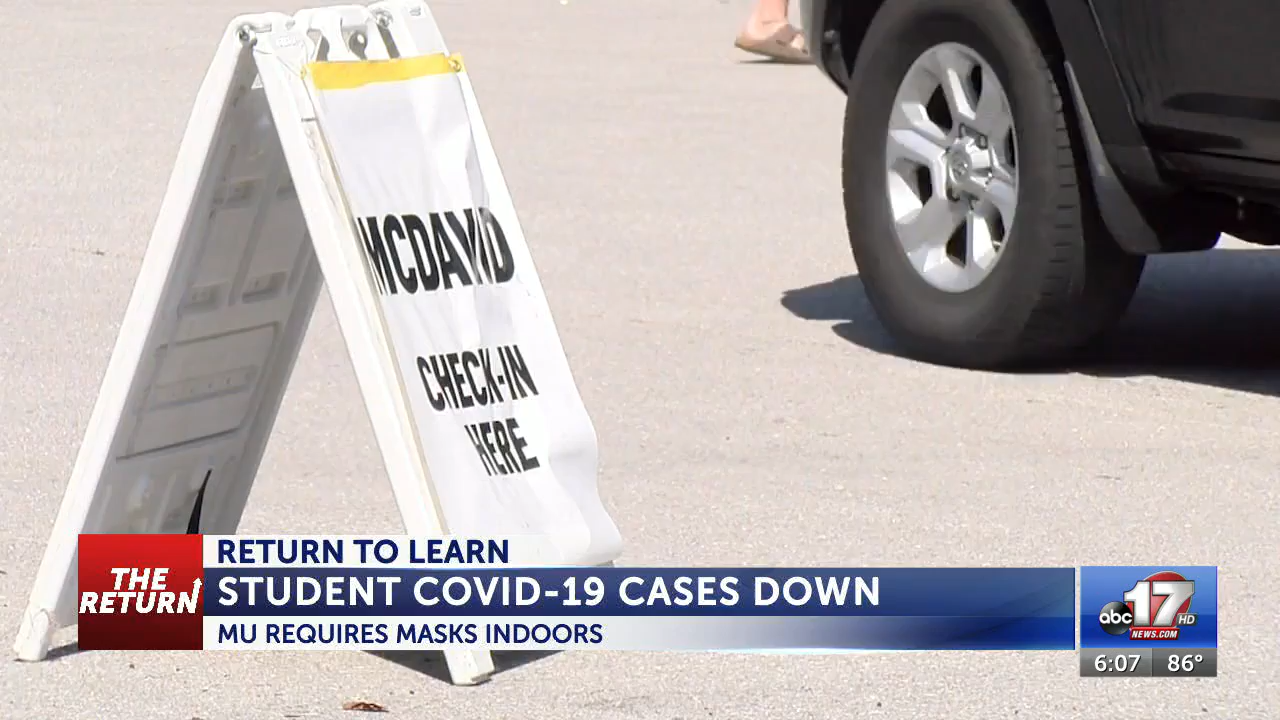 MCDAVID
CHECK-IN
HERE
THE
RETURN
RETURN TO LEARN
STUDENT COVID-19 CASES DOWN
MU REQUIRES MASKS INDOORS
abc 17 HD
NEWS.COM
6:07 86°